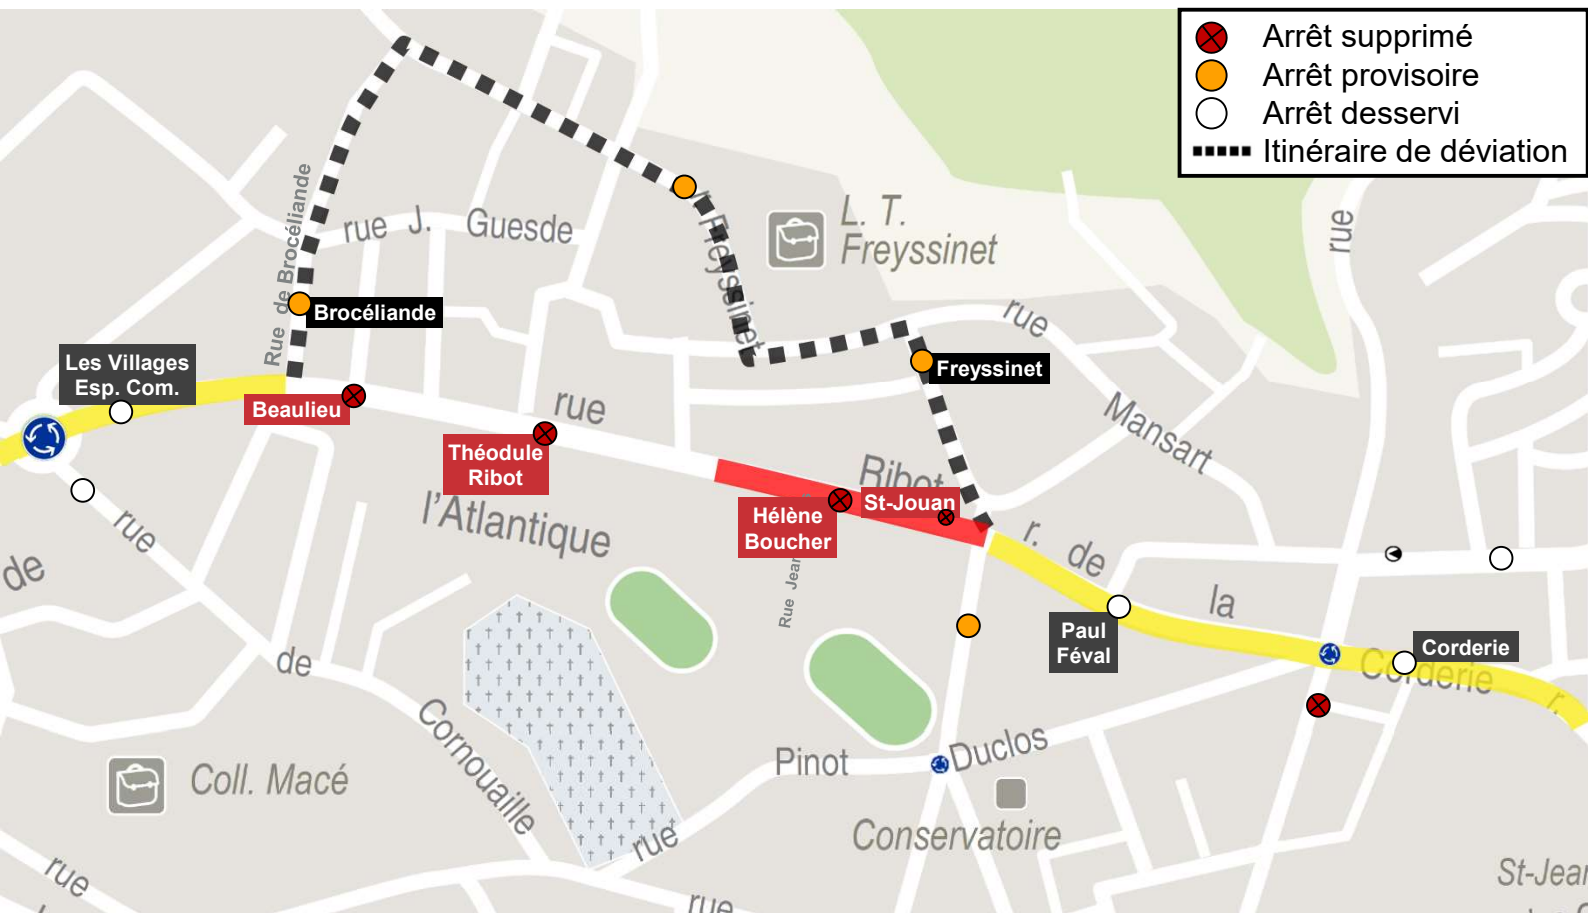 Arrêt supprimé
Arrêt provisoire
Arrêt desservi
Itinéraire de déviation
Rue de Brocéliande
rue J. Guesde
r. Freyssinet
L. T.
Freyssinet
rue
Brocéliande
rue
Les Villages
Esp. Com.
Freyssinet
Beaulieu
rue
Mansart
Théodule
Ribot
Ribot
St-Jouan
Hélène
Boucher
l'Atlantique
rue
r. de
de
Rue Jean
la
Paul
Féval
Corderie
Corderie
r.
de
Cornouaille
Pinot
Duclos
Coll. Macé
rue
Conservatoire
rue
St-Jean
rue